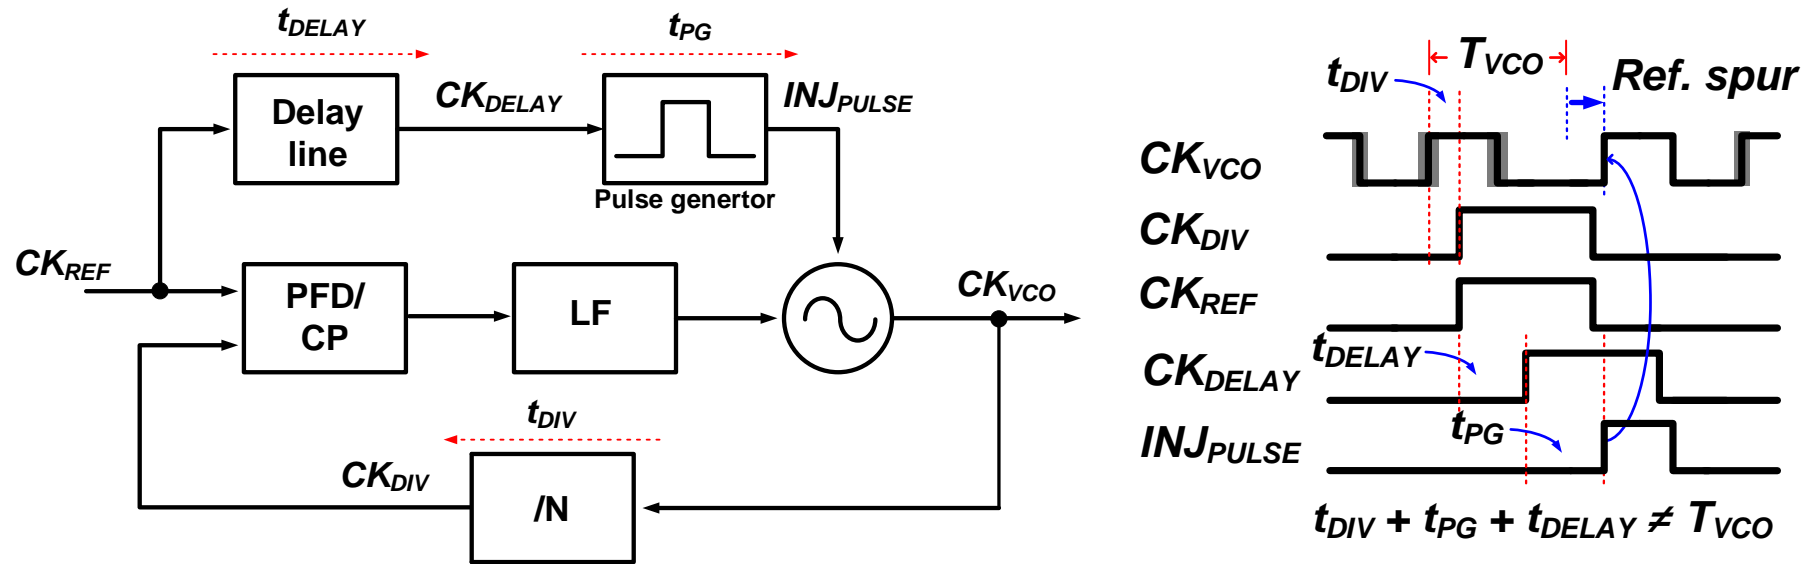 tDELAY
tPG
Delay
line
CKDELAY
INJPULSE
Pulse genertor
CKREF
PFD/
CP
LF
CKVCO
tDIV
CKDIV
/N
TVCO
tDIV
Ref. spur
CKVCO
CKDIV
CKREF
tDELAY
CKDELAY
tPG
INJPULSE
tDIV + tPG + tDELAY ≠ TVCO